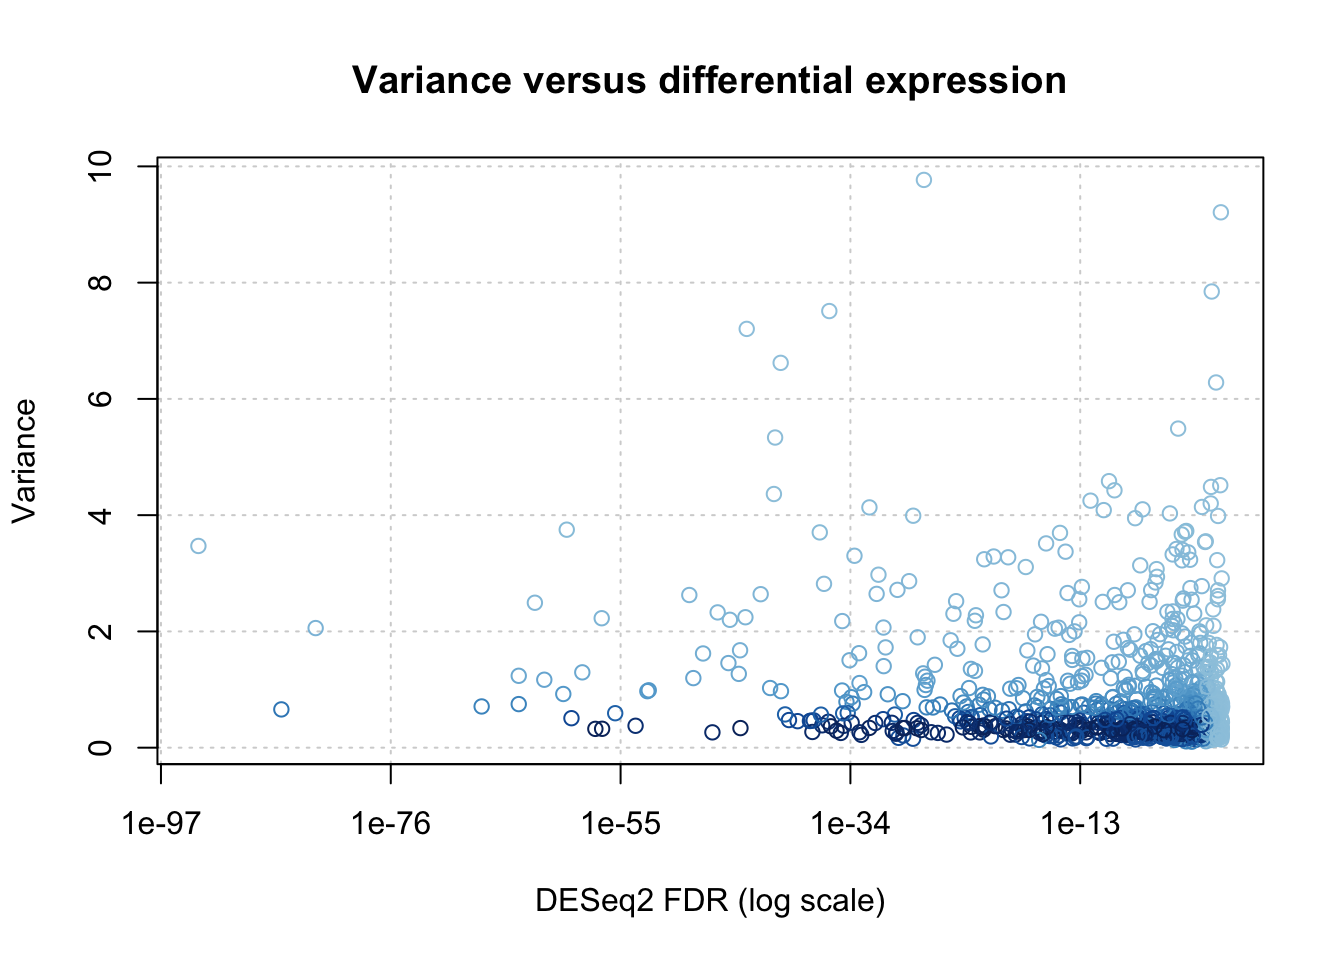 Variance versus differential expression
10
8
6
4
2
0
Variance
1e-97 1e-76 1e-55 1e-34 1e-13
DESeq2 FDR (log scale)